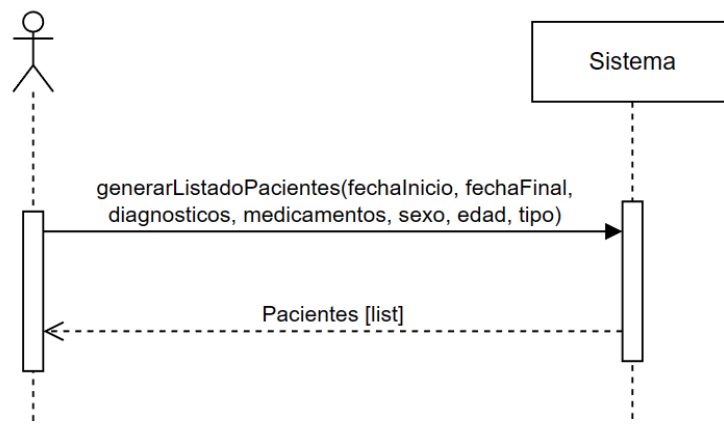 Sistema
generarListadoPacientes(fechaInicio, fechaFinal,
diagnosticos, medicamentos, sexo, edad, tipo)
Pacientes [list]